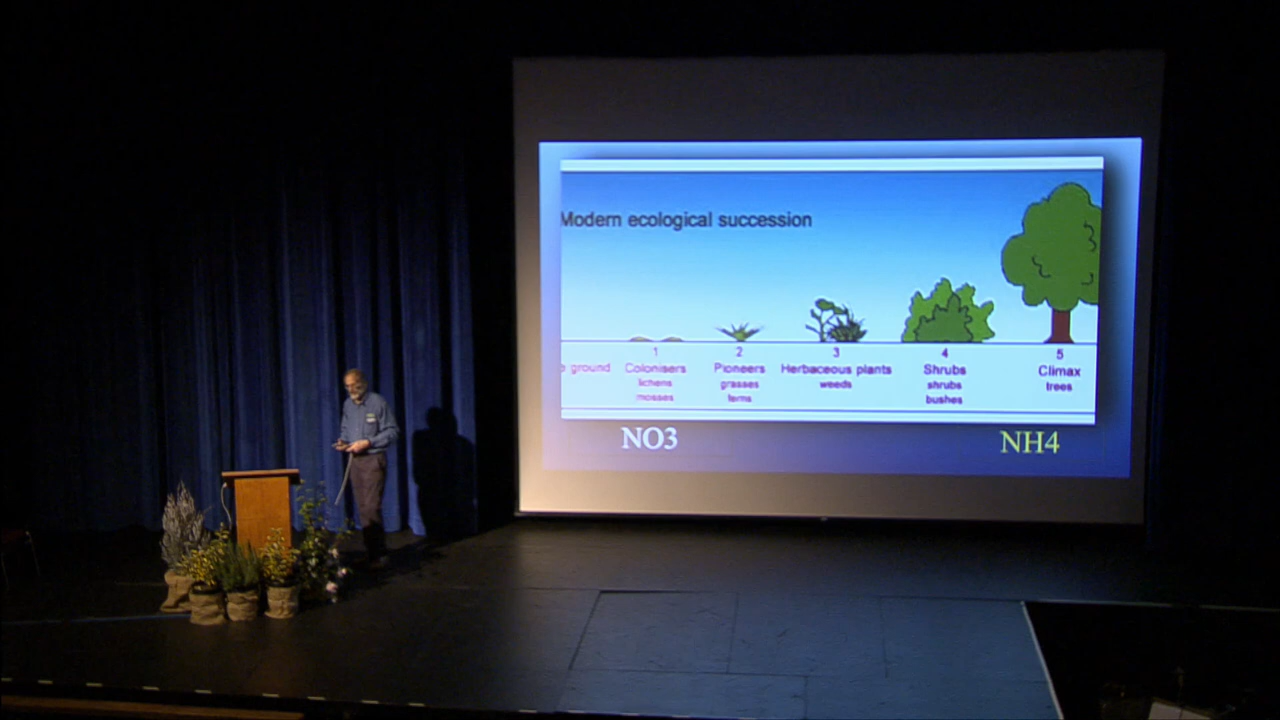 Modern ecological succession
1 2 3 4 5
ground Colonisers Pioneers Herbaceous plants Shrubs Climax
lichens grasses weeds shrubs trees
mosses ferns bushes
NO3 NH4